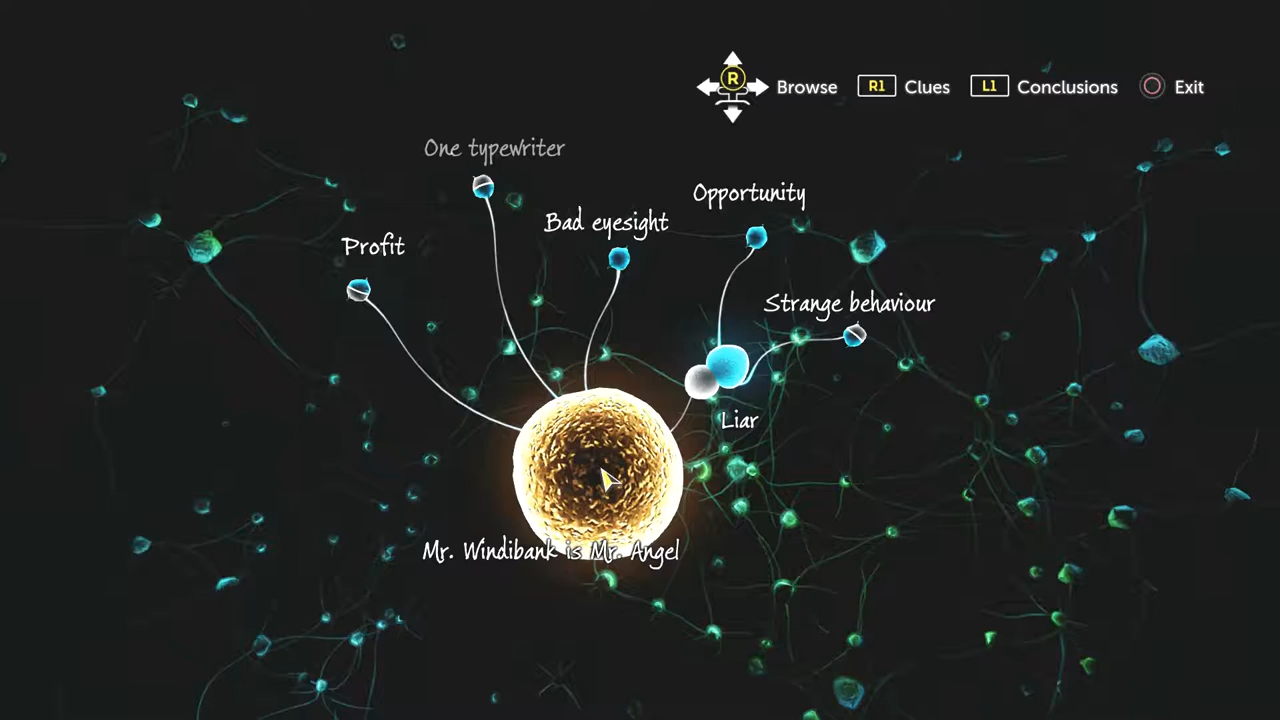 R
Browse
R1
Clues
L1
Conclusions
Exit
One typewriter
Opportunity
Bad eyesight
Profit
Strange behaviour
Liar
Mr. Windibank is Mr. Angel